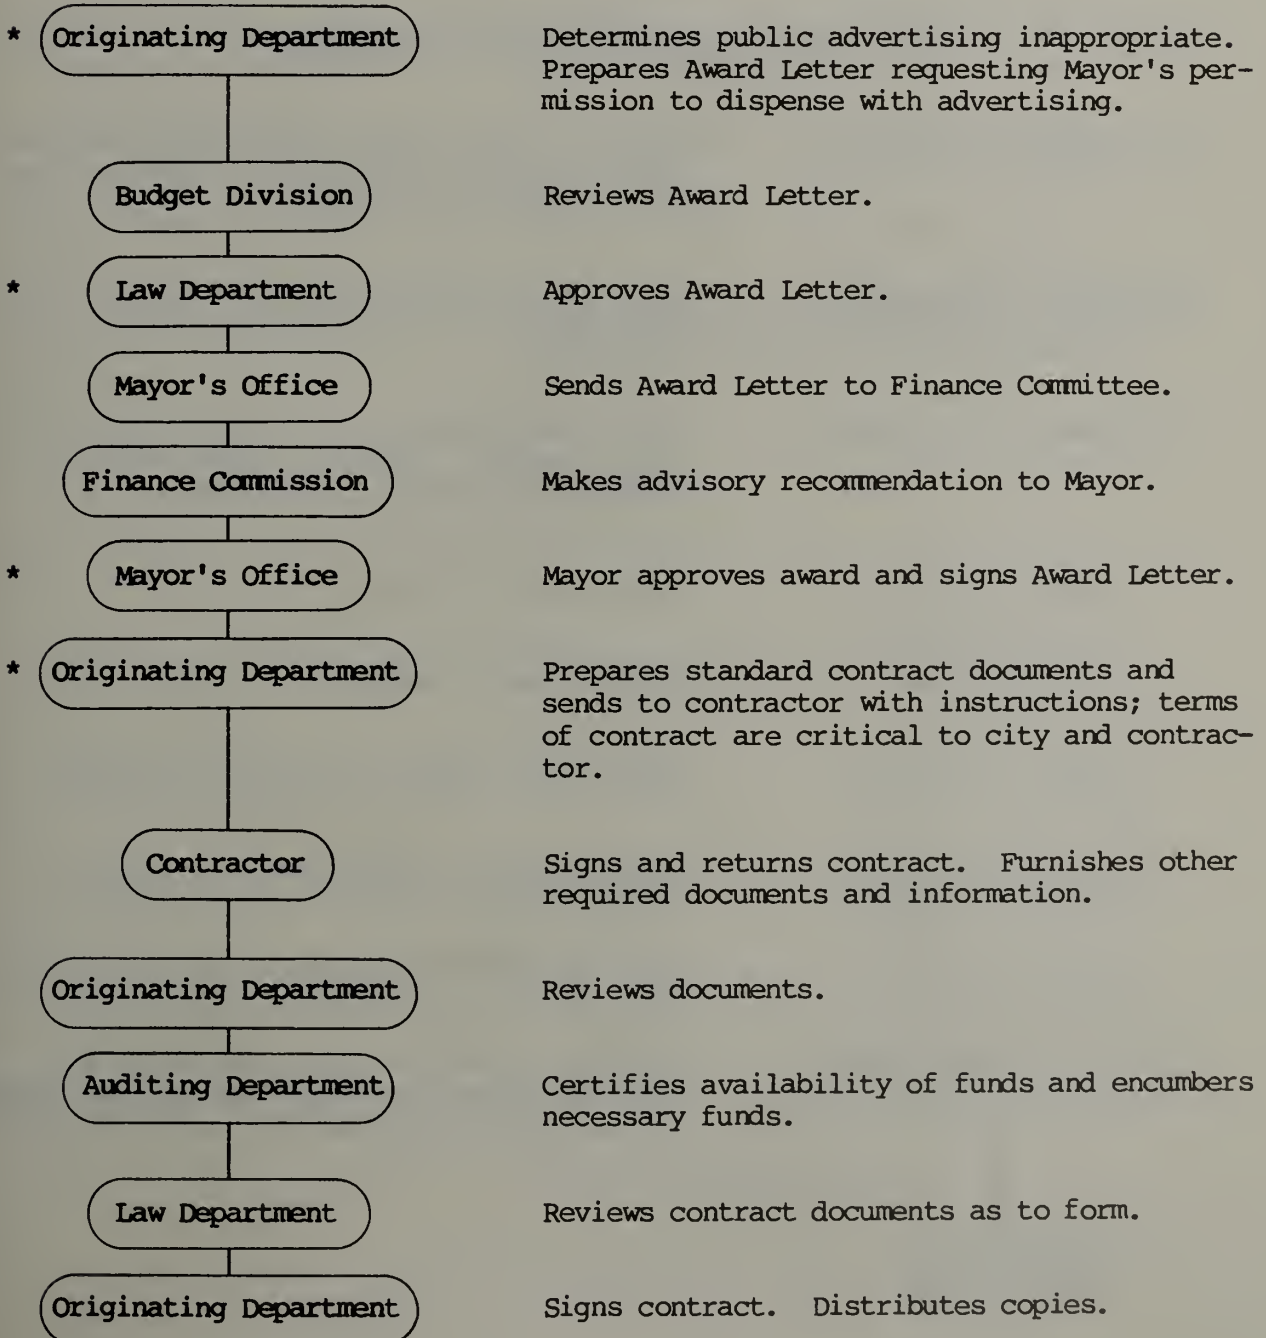 * Originating Department Determines public advertising inappropriate.
Prepares Award Letter requesting Mayor's per-
mission to dispense with advertising.
Budget Division Reviews Award Letter.
* Law Department Approves Award Letter.
Mayor's Office Sends Award Letter to Finance Committee.
Finance Commission Makes advisory recommendation to Mayor.
* Mayor's Office Mayor approves award and signs Award Letter.
* Originating Department Prepares standard contract documents and
sends to contractor with instructions; terms
of contract are critical to city and contrac-
tor.
Contractor Signs and returns contract. Furnishes other
required documents and information.
Originating Department Reviews documents.
Auditing Department Certifies availability of funds and encumbers
necessary funds.
Law Department Reviews contract documents as to form.
Originating Department Signs contract. Distributes copies.